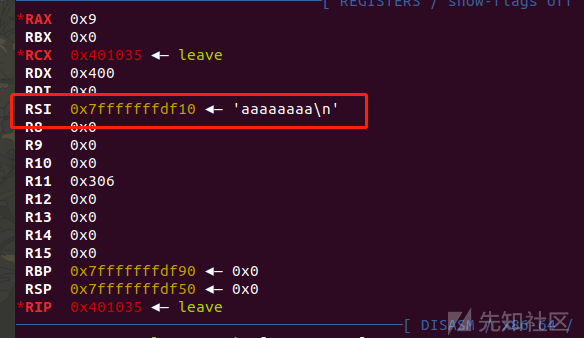 [ REGISTERS / show-flags off
*RAX 0x9
RBX 0x0
*RCX 0x401035 ◂— leave
RDX 0x400
RDI 0x0
RSI 0x7fffffffdf10 ◂— 'aaaaaaaa\n'
R8 0x0
R9 0x0
R10 0x0
R11 0x306
R12 0x0
R13 0x0
R14 0x0
R15 0x0
RBP 0x7fffffffdf90 ◂— 0x0
RSP 0x7fffffffdf50 ◂— 0x0
*RIP 0x401035 ◂— leave
[ DISASM / x86-64 /
先知社区